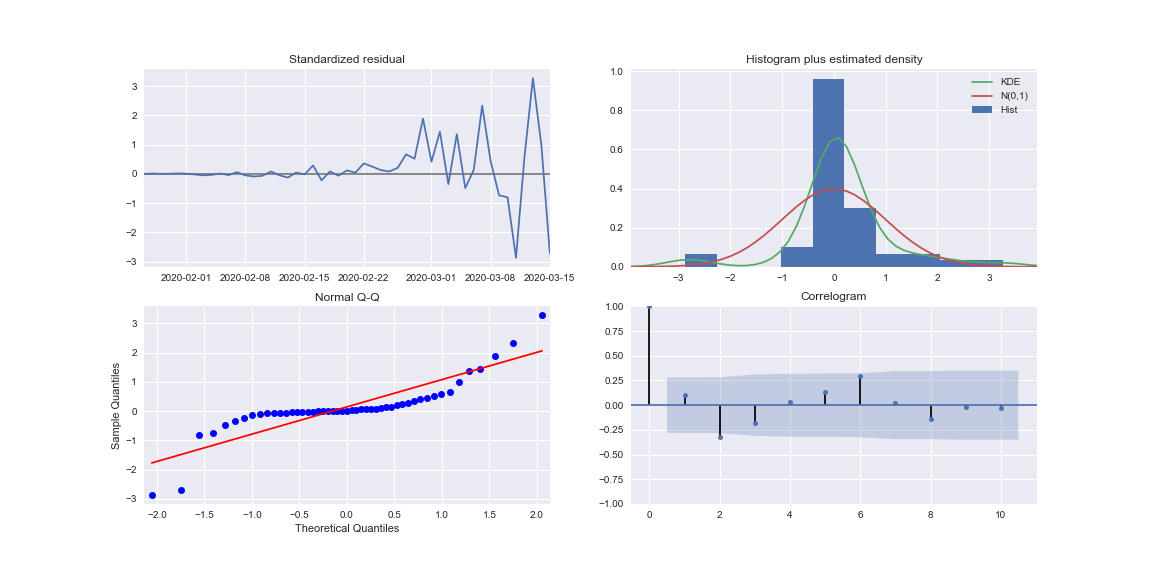 Standardized residual
3
2
1
0
−1
−2
−3
2020-02-01 2020-02-08 2020-02-15 2020-02-22 2020-03-01 2020-03-08 2020-03-15
Histogram plus estimated density
1.0
0.8
0.6
0.4
0.2
0.0
−3 −2 −1 0 1 2 3
KDE
N(0,1)
Hist
Normal Q-Q
Sample Quantiles
3
2
1
0
−1
−2
−3
−2.0 −1.5 −1.0 −0.5 0.0 0.5 1.0 1.5 2.0
Theoretical Quantiles
Correlogram
1.00
0.75
0.50
0.25
0.00
−0.25
−0.50
−0.75
−1.00
0 2 4 6 8 10